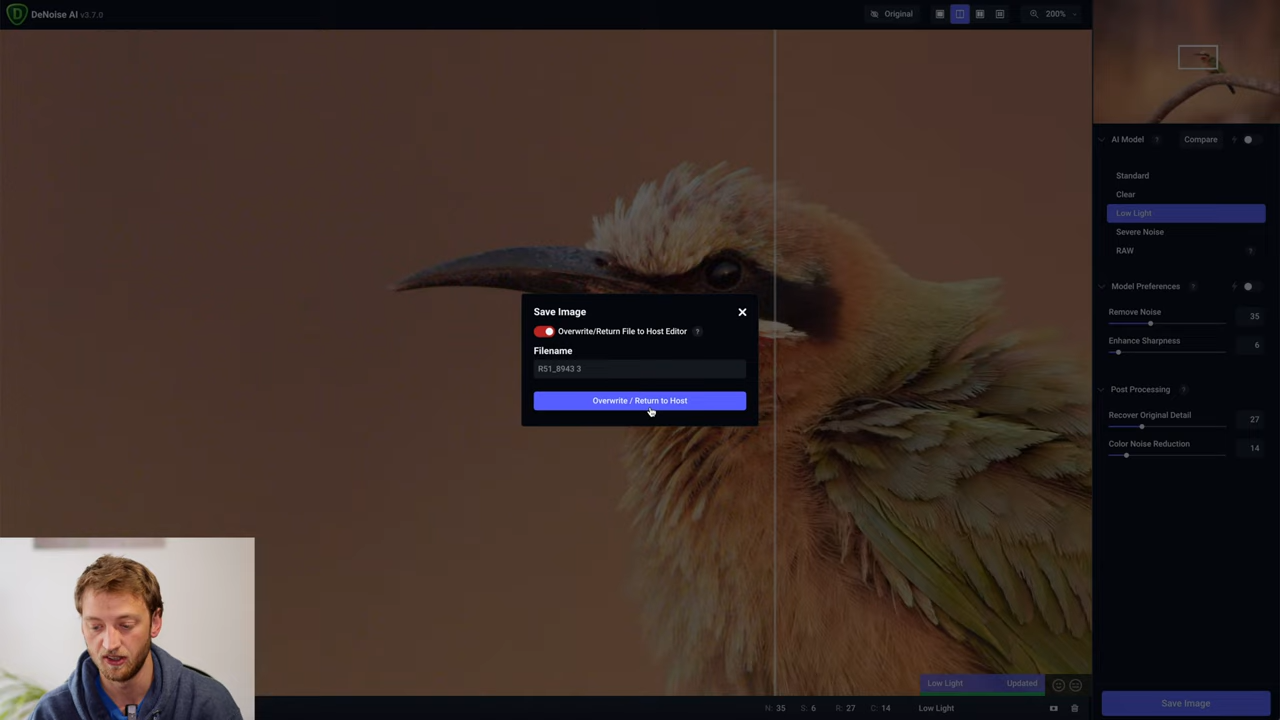 DeNoise AI v3.7.0
Original
200%
AI Model ?
Compare
Standard
Clear
Low Light
Severe Noise
RAW ?
Model Preferences ?
Remove Noise 35
Enhance Sharpness 6
Post Processing ?
Recover Original Detail 27
Color Noise Reduction 14
Save Image
Overwrite/Return File to Host Editor ?
Filename
R51_8943 3
Overwrite / Return to Host
Low Light Updated
N: 35 S: 6 R: 27 C: 14 Low Light
Save Image